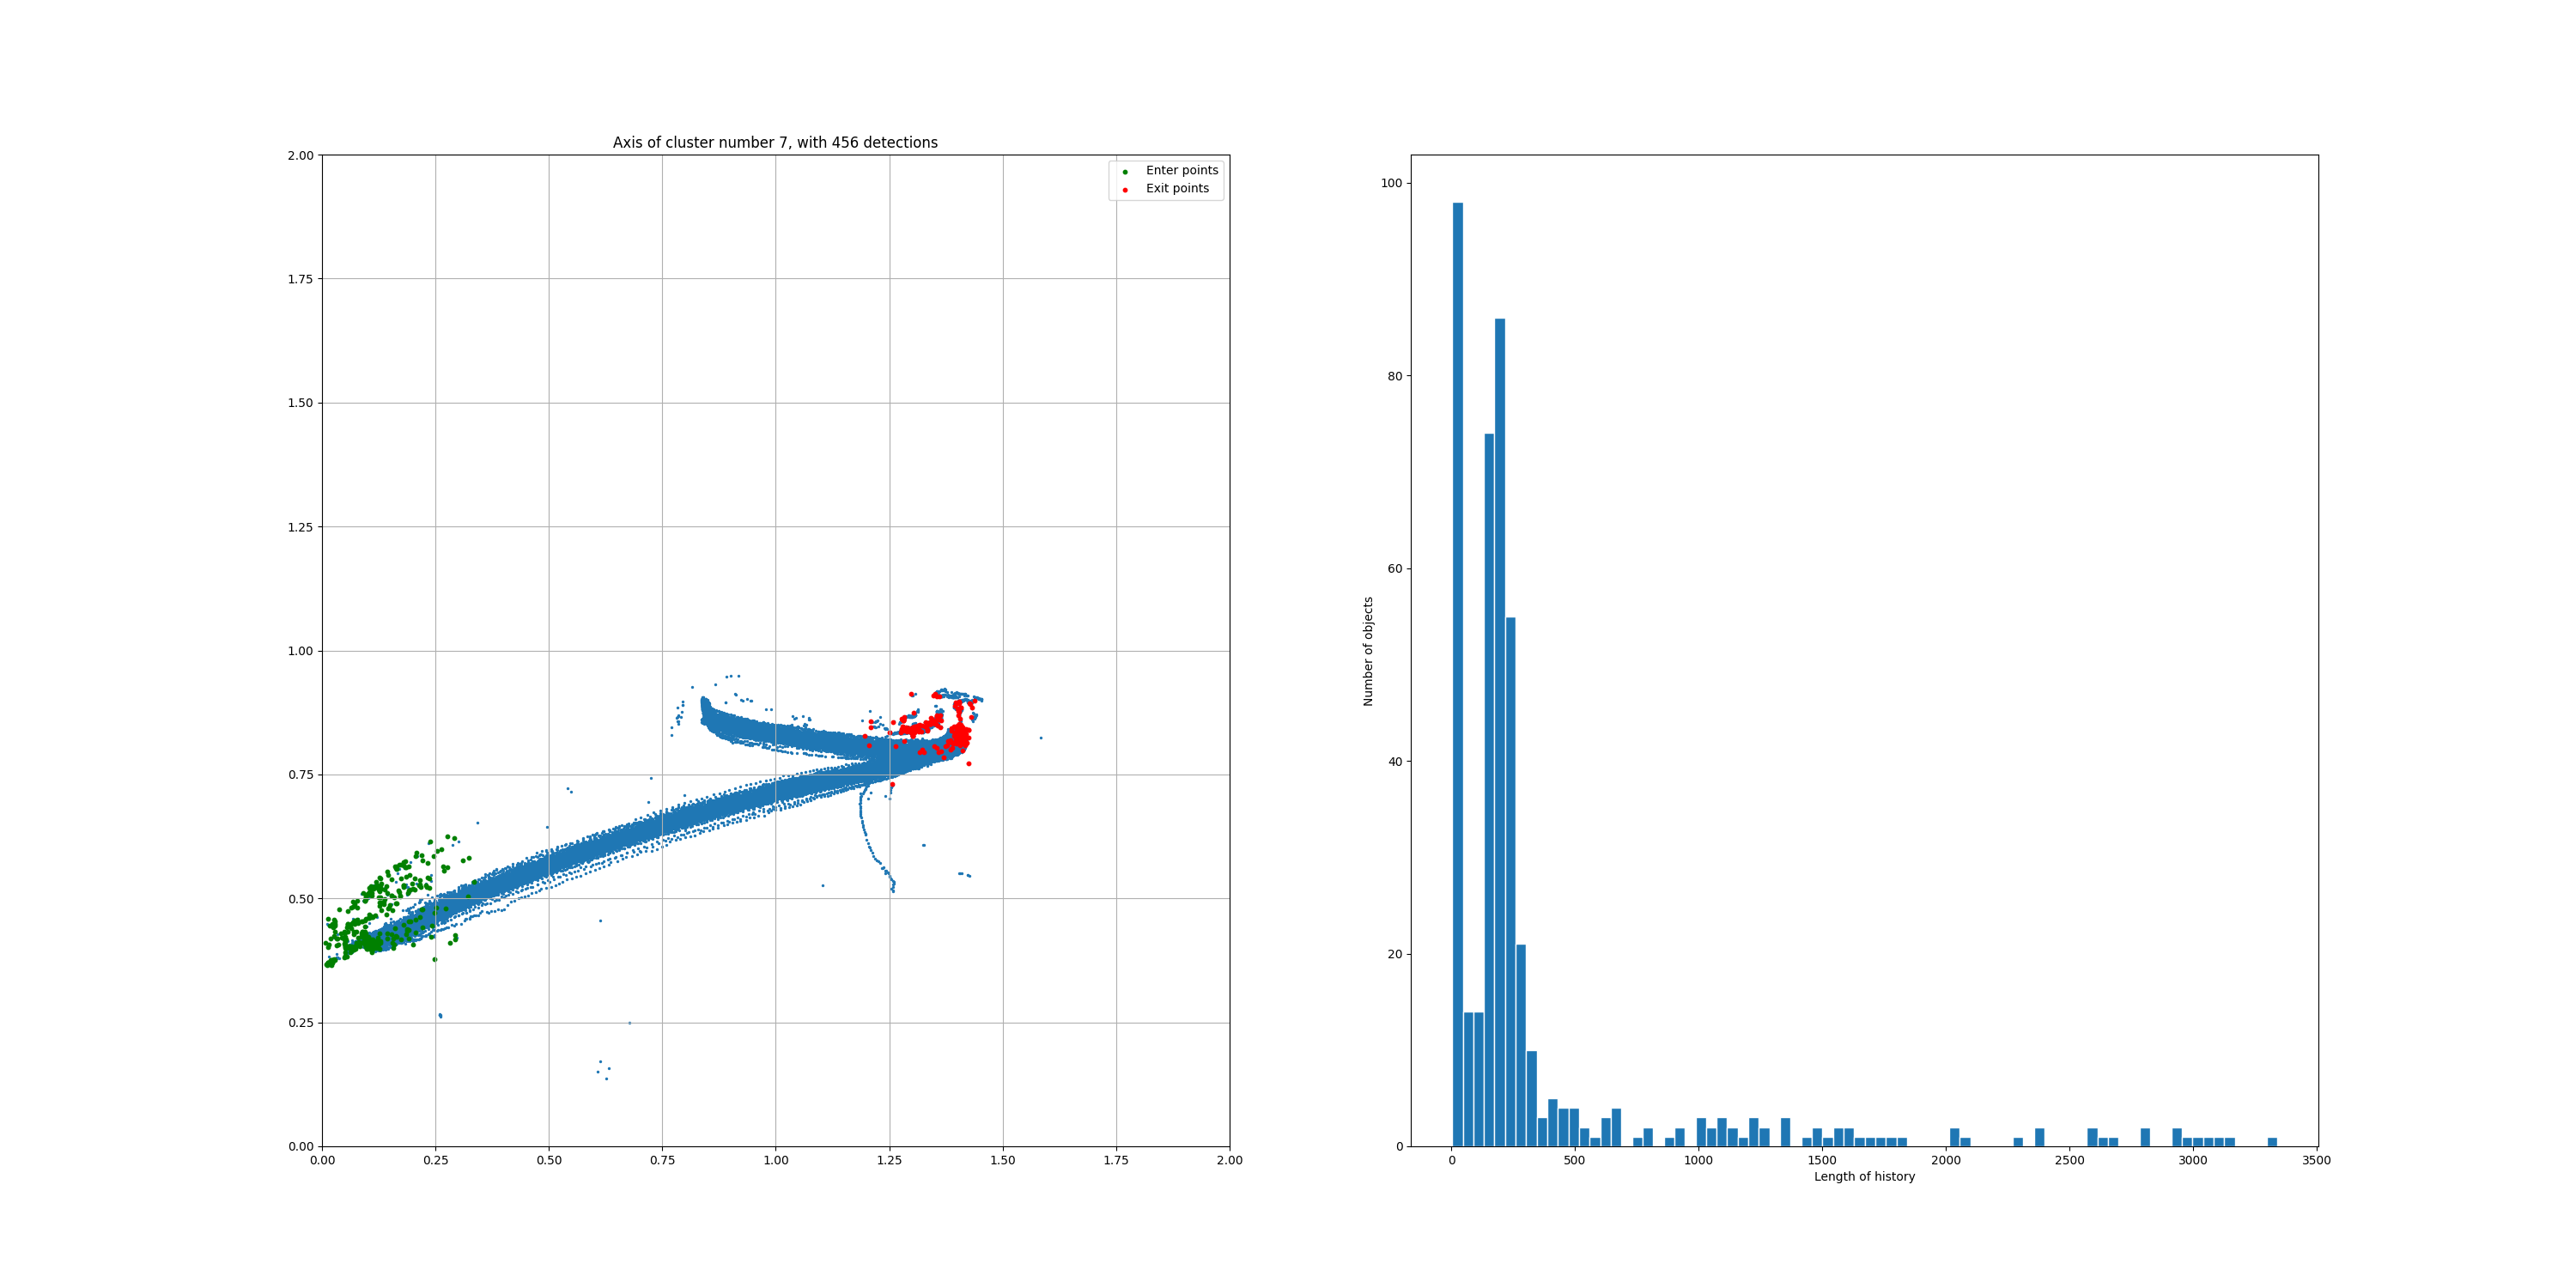 Axis of cluster number 7, with 456 detections
Enter points
Exit points
2.00
1.75
1.50
1.25
1.00
0.75
0.50
0.25
0.00
0.00 0.25 0.50 0.75 1.00 1.25 1.50 1.75 2.00
Number of objects
100
80
60
40
20
0
0 500 1000 1500 2000 2500 3000 3500
Length of history